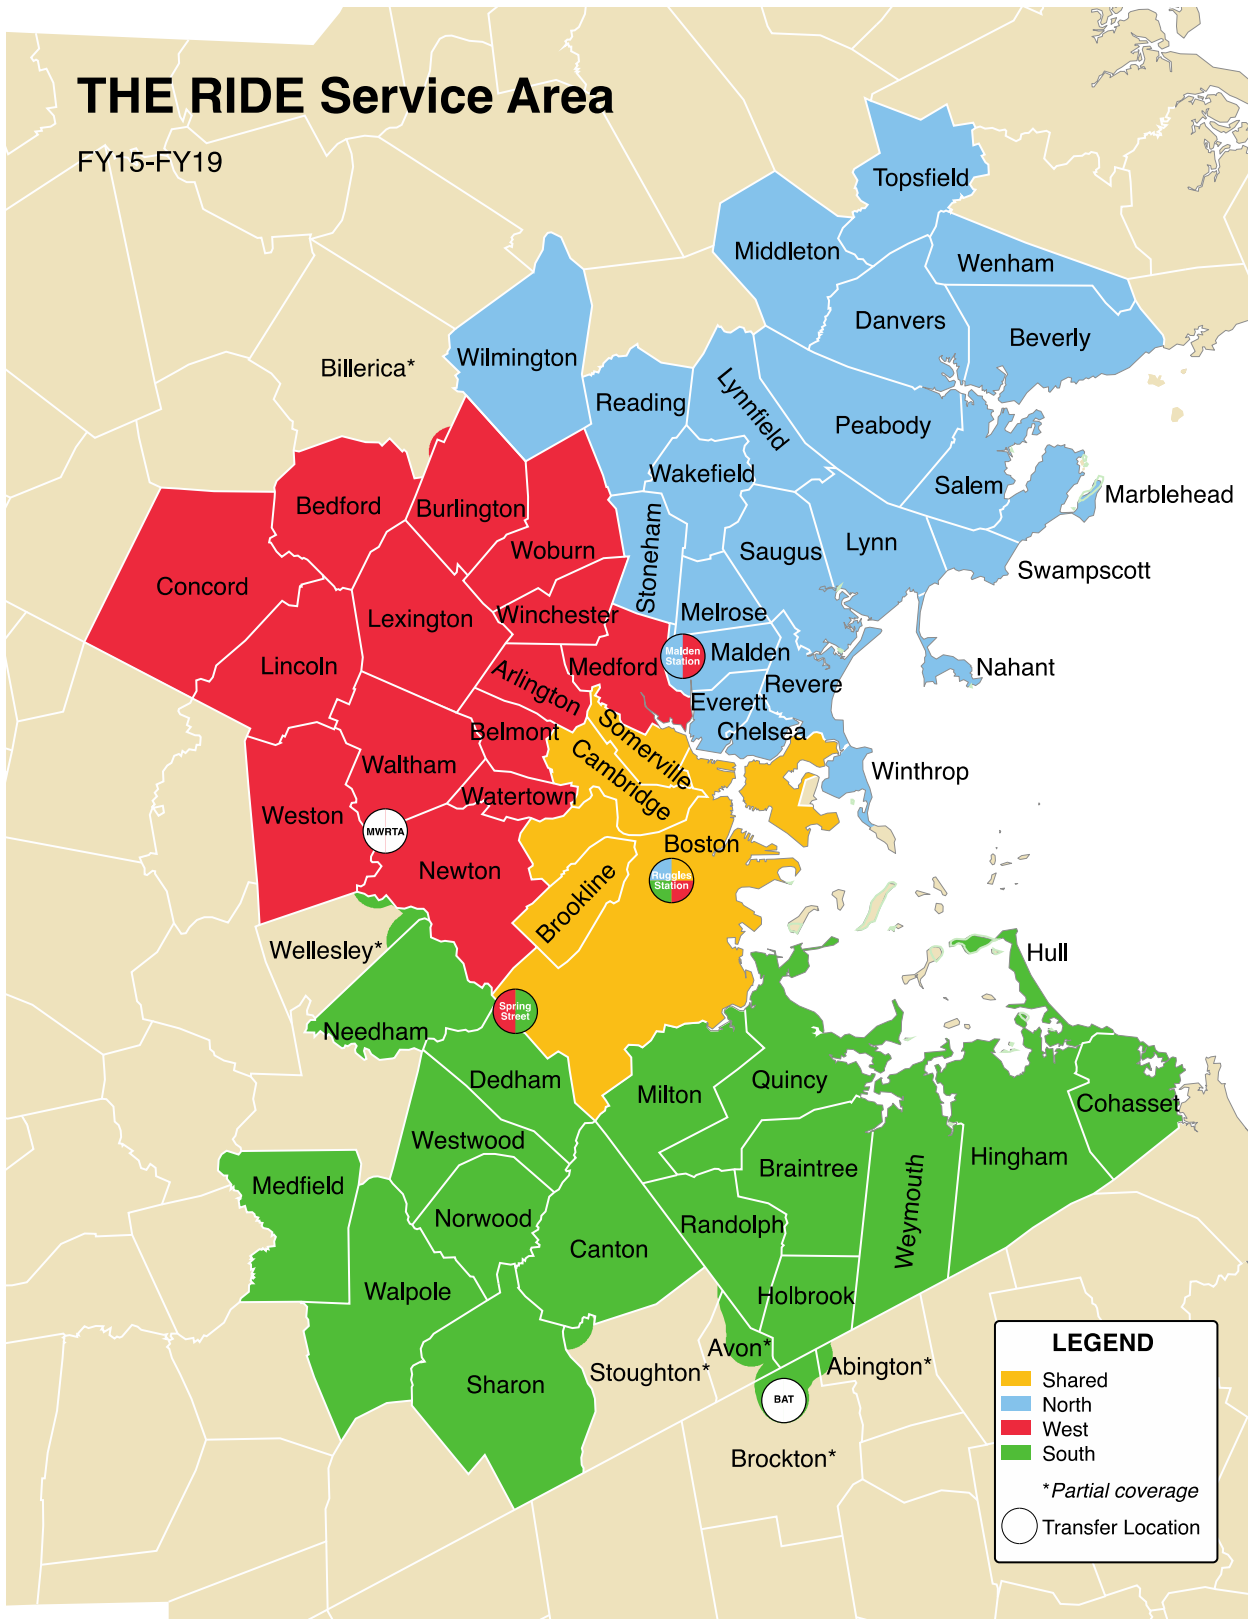 THE RIDE Service Area
FY15-FY19
Topsfield
Middleton
Wenham
Danvers
Beverly
Billerica*
Wilmington
Reading
Lynnfield
Peabody
Wakefield
Salem
Marblehead
Bedford
Burlington
Woburn
Stoneham
Saugus
Lynn
Swampscott
Concord
Lexington
Winchester
Melrose
Lincoln
Arlington
Medford
Malden
Station
Malden
Revere
Nahant
Everett
Chelsea
Belmont
Somerville
Cambridge
Waltham
Winthrop
Watertown
Weston
MWRTA
Boston
Newton
Ruggles
Station
Brookline
Wellesley*
Hull
Spring
Street
Needham
Dedham
Milton
Quincy
Cohasset
Westwood
Braintree
Hingham
Weymouth
Medfield
Norwood
Randolph
Canton
Walpole
Holbrook
Avon*
Abington*
Stoughton*
Sharon
BAT
Brockton*
LEGEND
Shared
North
West
South
*Partial coverage
Transfer Location